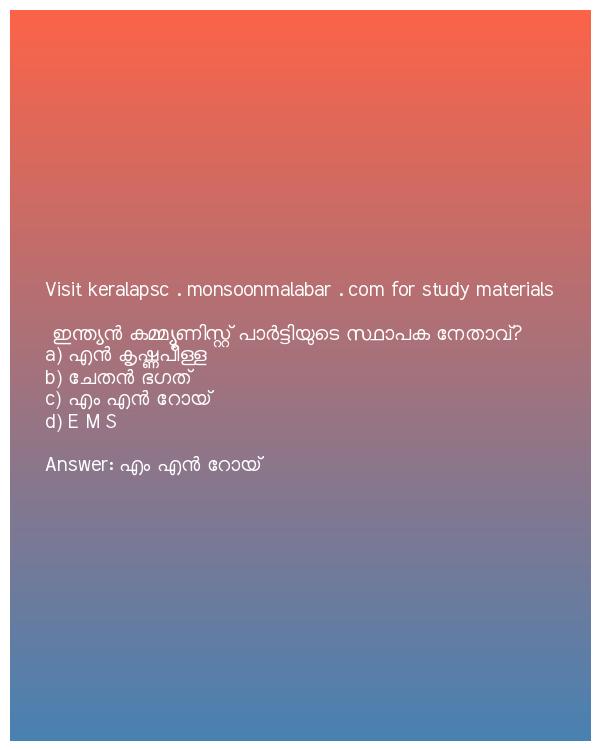 Visit keralapsc . monsoonmalabar . com for study materials
ഇന്ത്യൻ കമ്മ്യൂണിസ്റ്റ് പാർട്ടിയുടെ സ്ഥാപക നേതാവ്?
a) എൻ കൃഷ്ണപിള്ള
b) ചേതൻ ഭഗത്
c) എം എൻ റോയ്
d) E M S
Answer: എം എൻ റോയ്